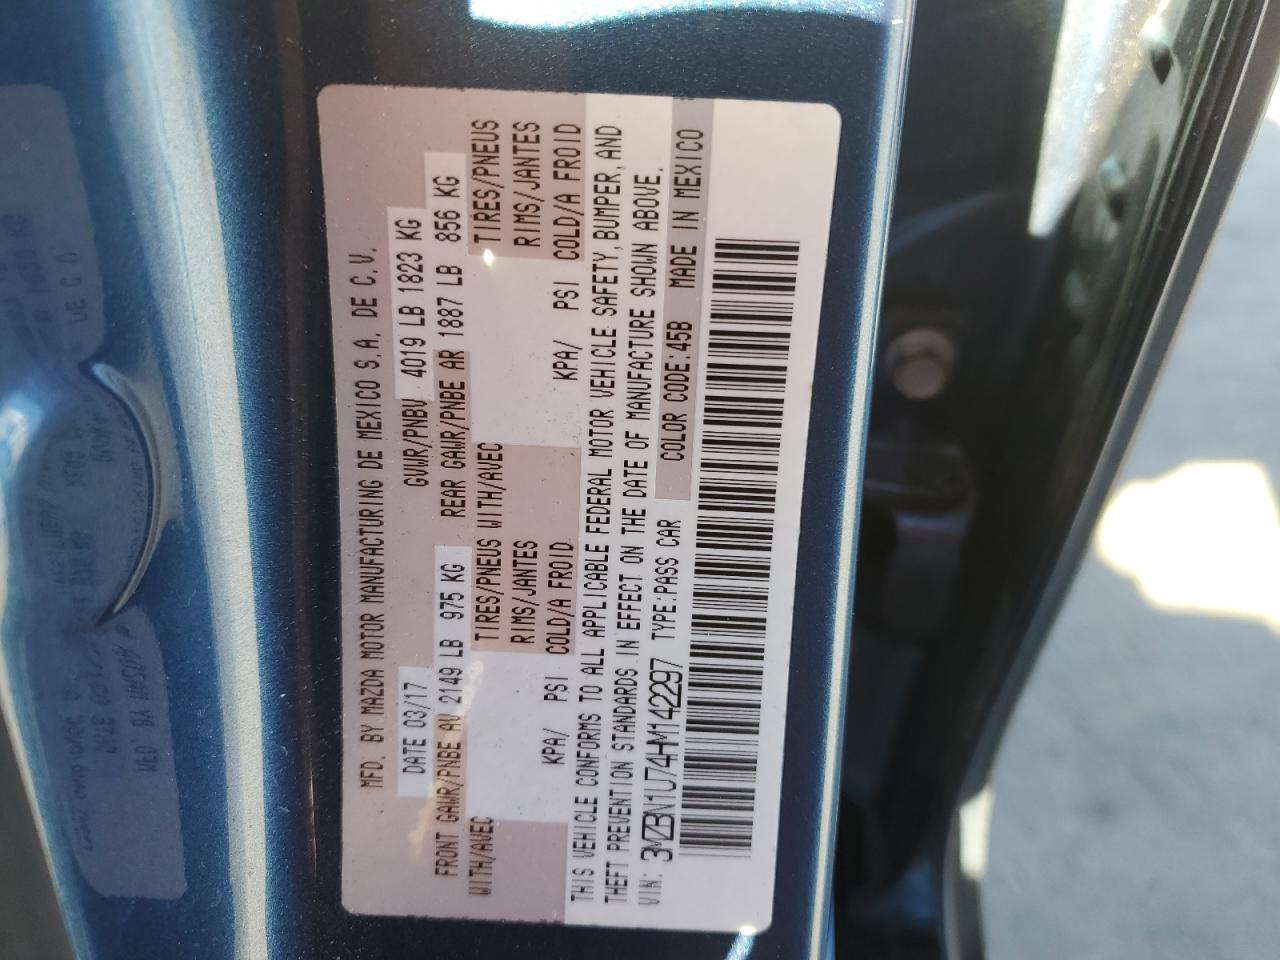 MFD. BY MAZDA MOTOR MANUFACTURING DE MEXICO S.A. DE C.V.
DATE 03/17 GVWR/PNBV 4019 LB 1823 KG
FRONT GAWR/PNBE AV 2149 LB 975 KG REAR GAWR/PNBE AR 1887 LB 856 KG
WITH/AVEC TIRES/PNEUS WITH/AVEC TIRES/PNEUS
RIMS/JANTES RIMS/JANTES
KPA/ PSI COLD/A FROID KPA/ PSI COLD/A FROID
THIS VEHICLE CONFORMS TO ALL APPLICABLE FEDERAL MOTOR VEHICLE SAFETY, BUMPER, AND
THEFT PREVENTION STANDARDS IN EFFECT ON THE DATE OF MANUFACTURE SHOWN ABOVE.
VIN: 3MZBN1U74HM142297 TYPE:PASS CAR COLOR CODE:45B MADE IN MEXICO